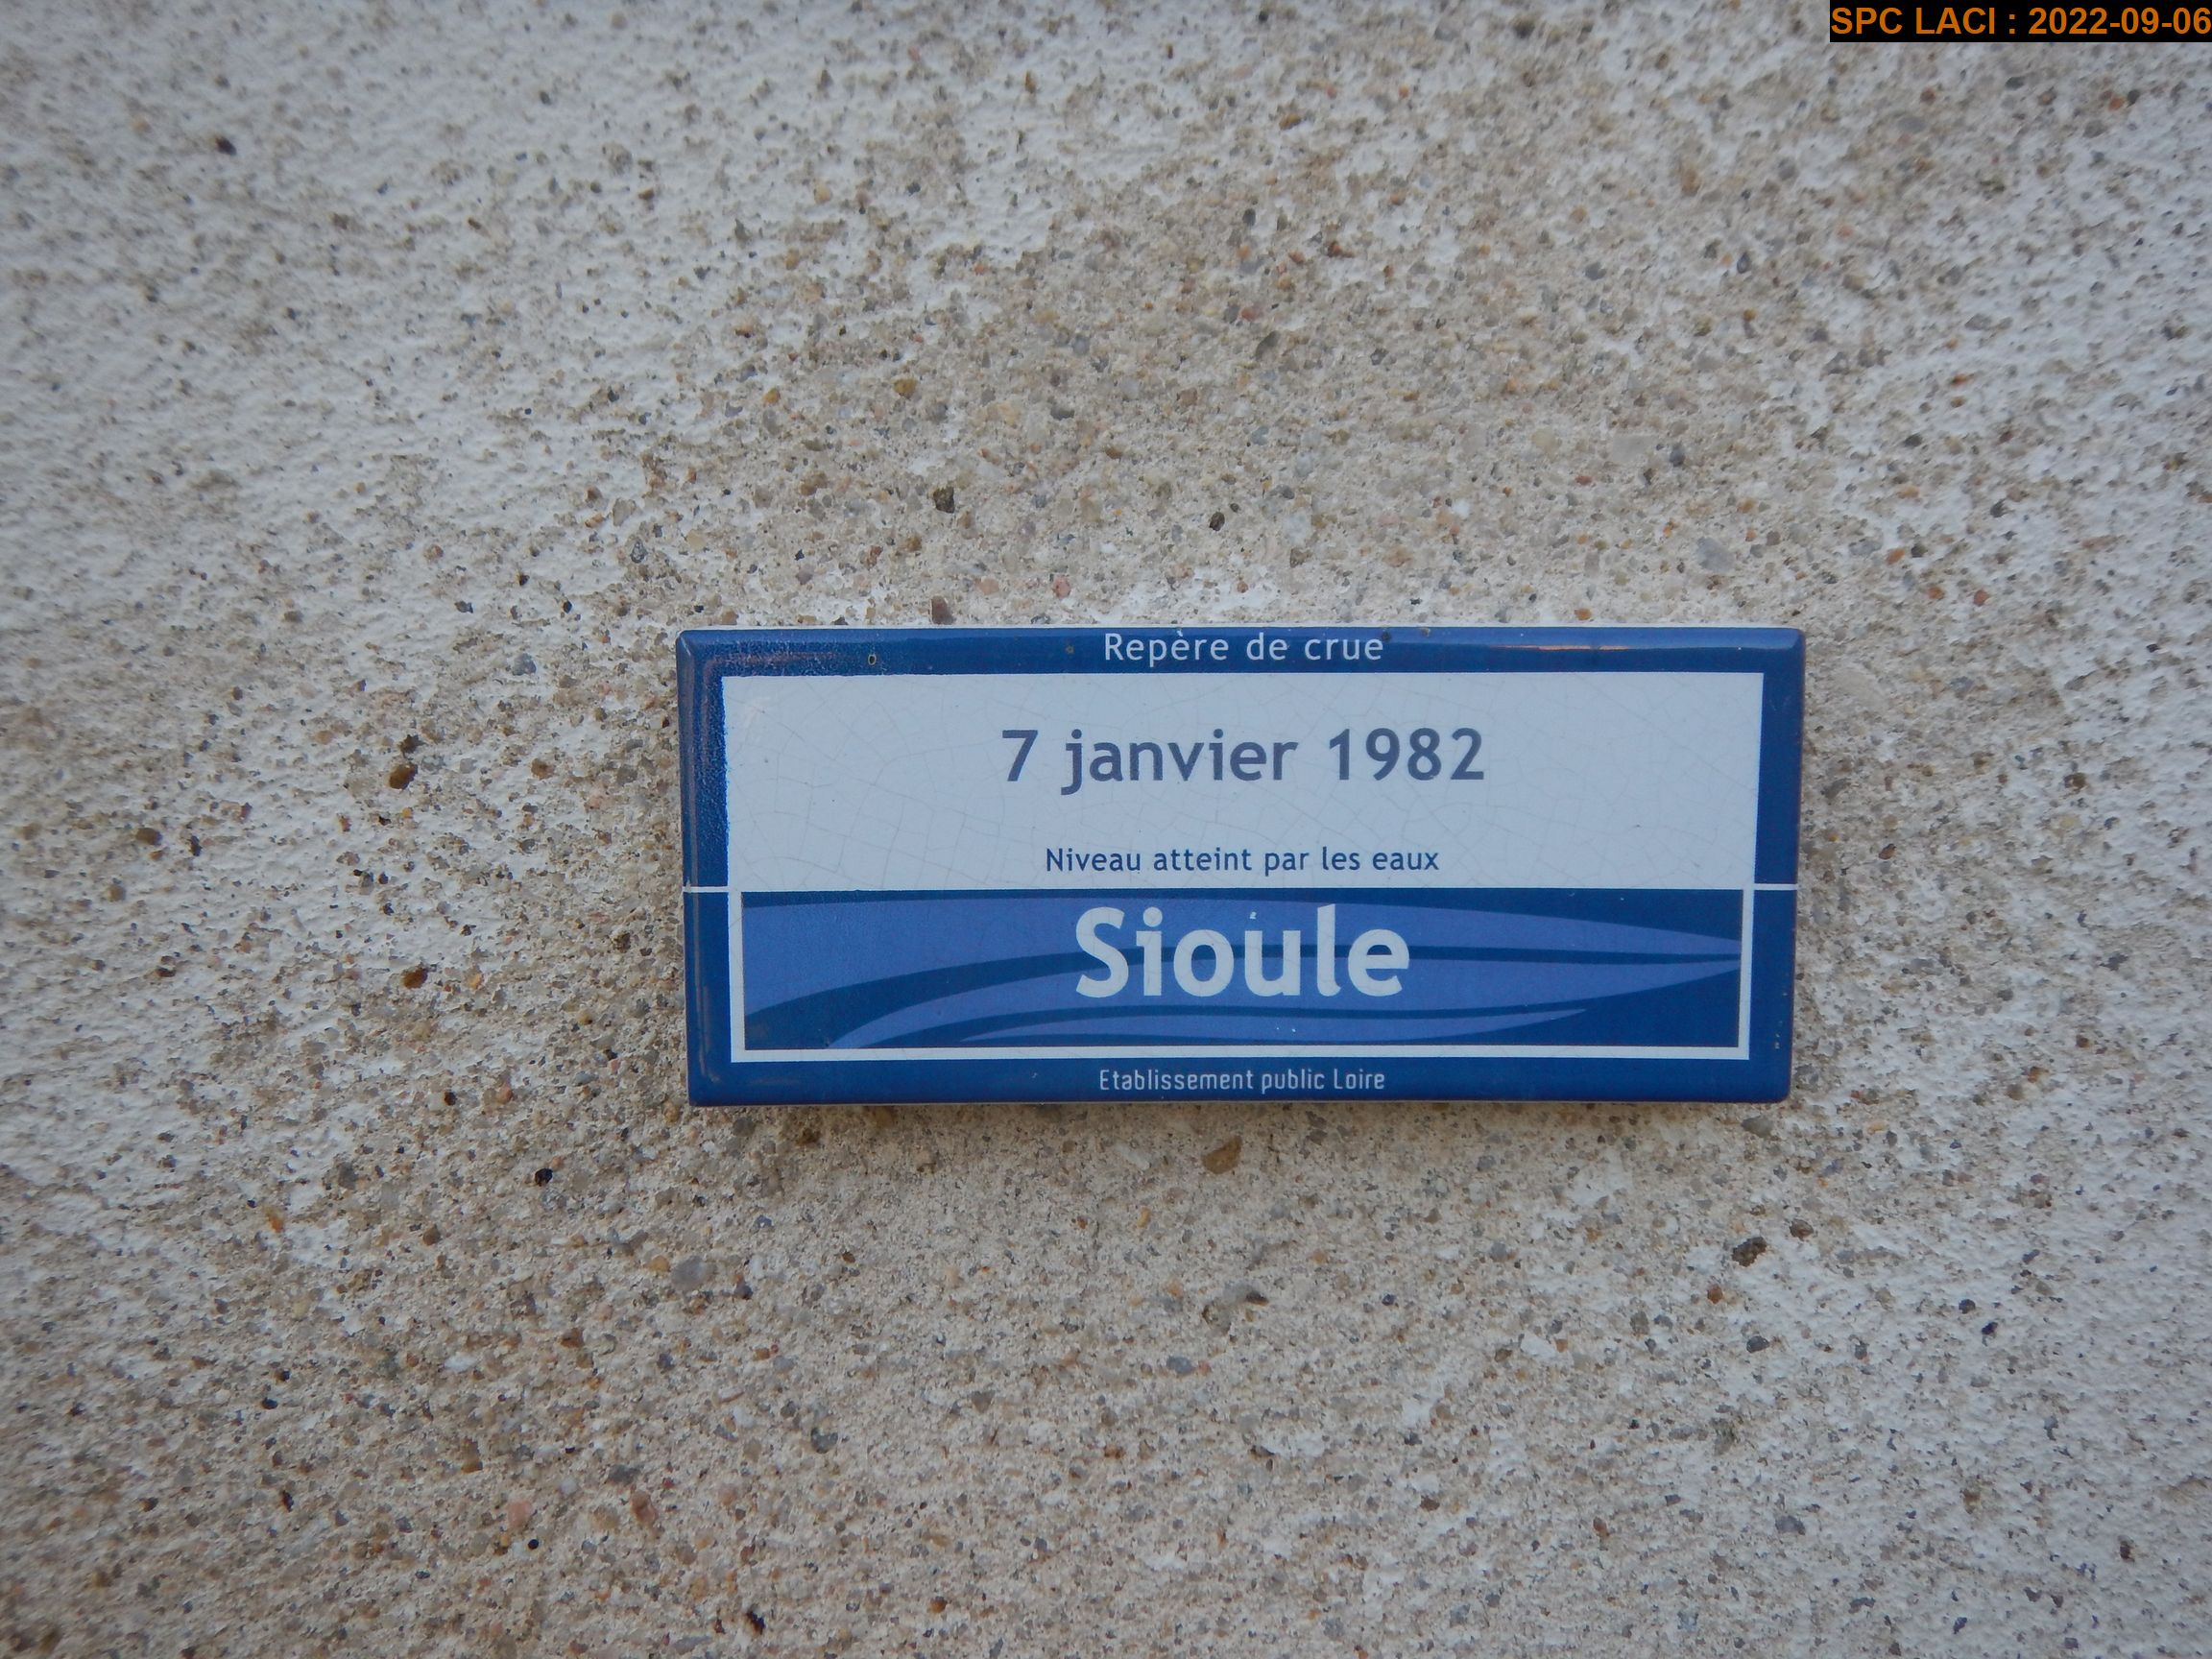 SPC LACI : 2022-09-06
Repère de crue
7 janvier 1982
Niveau atteint par les eaux
Sioule
Etablissement public Loire